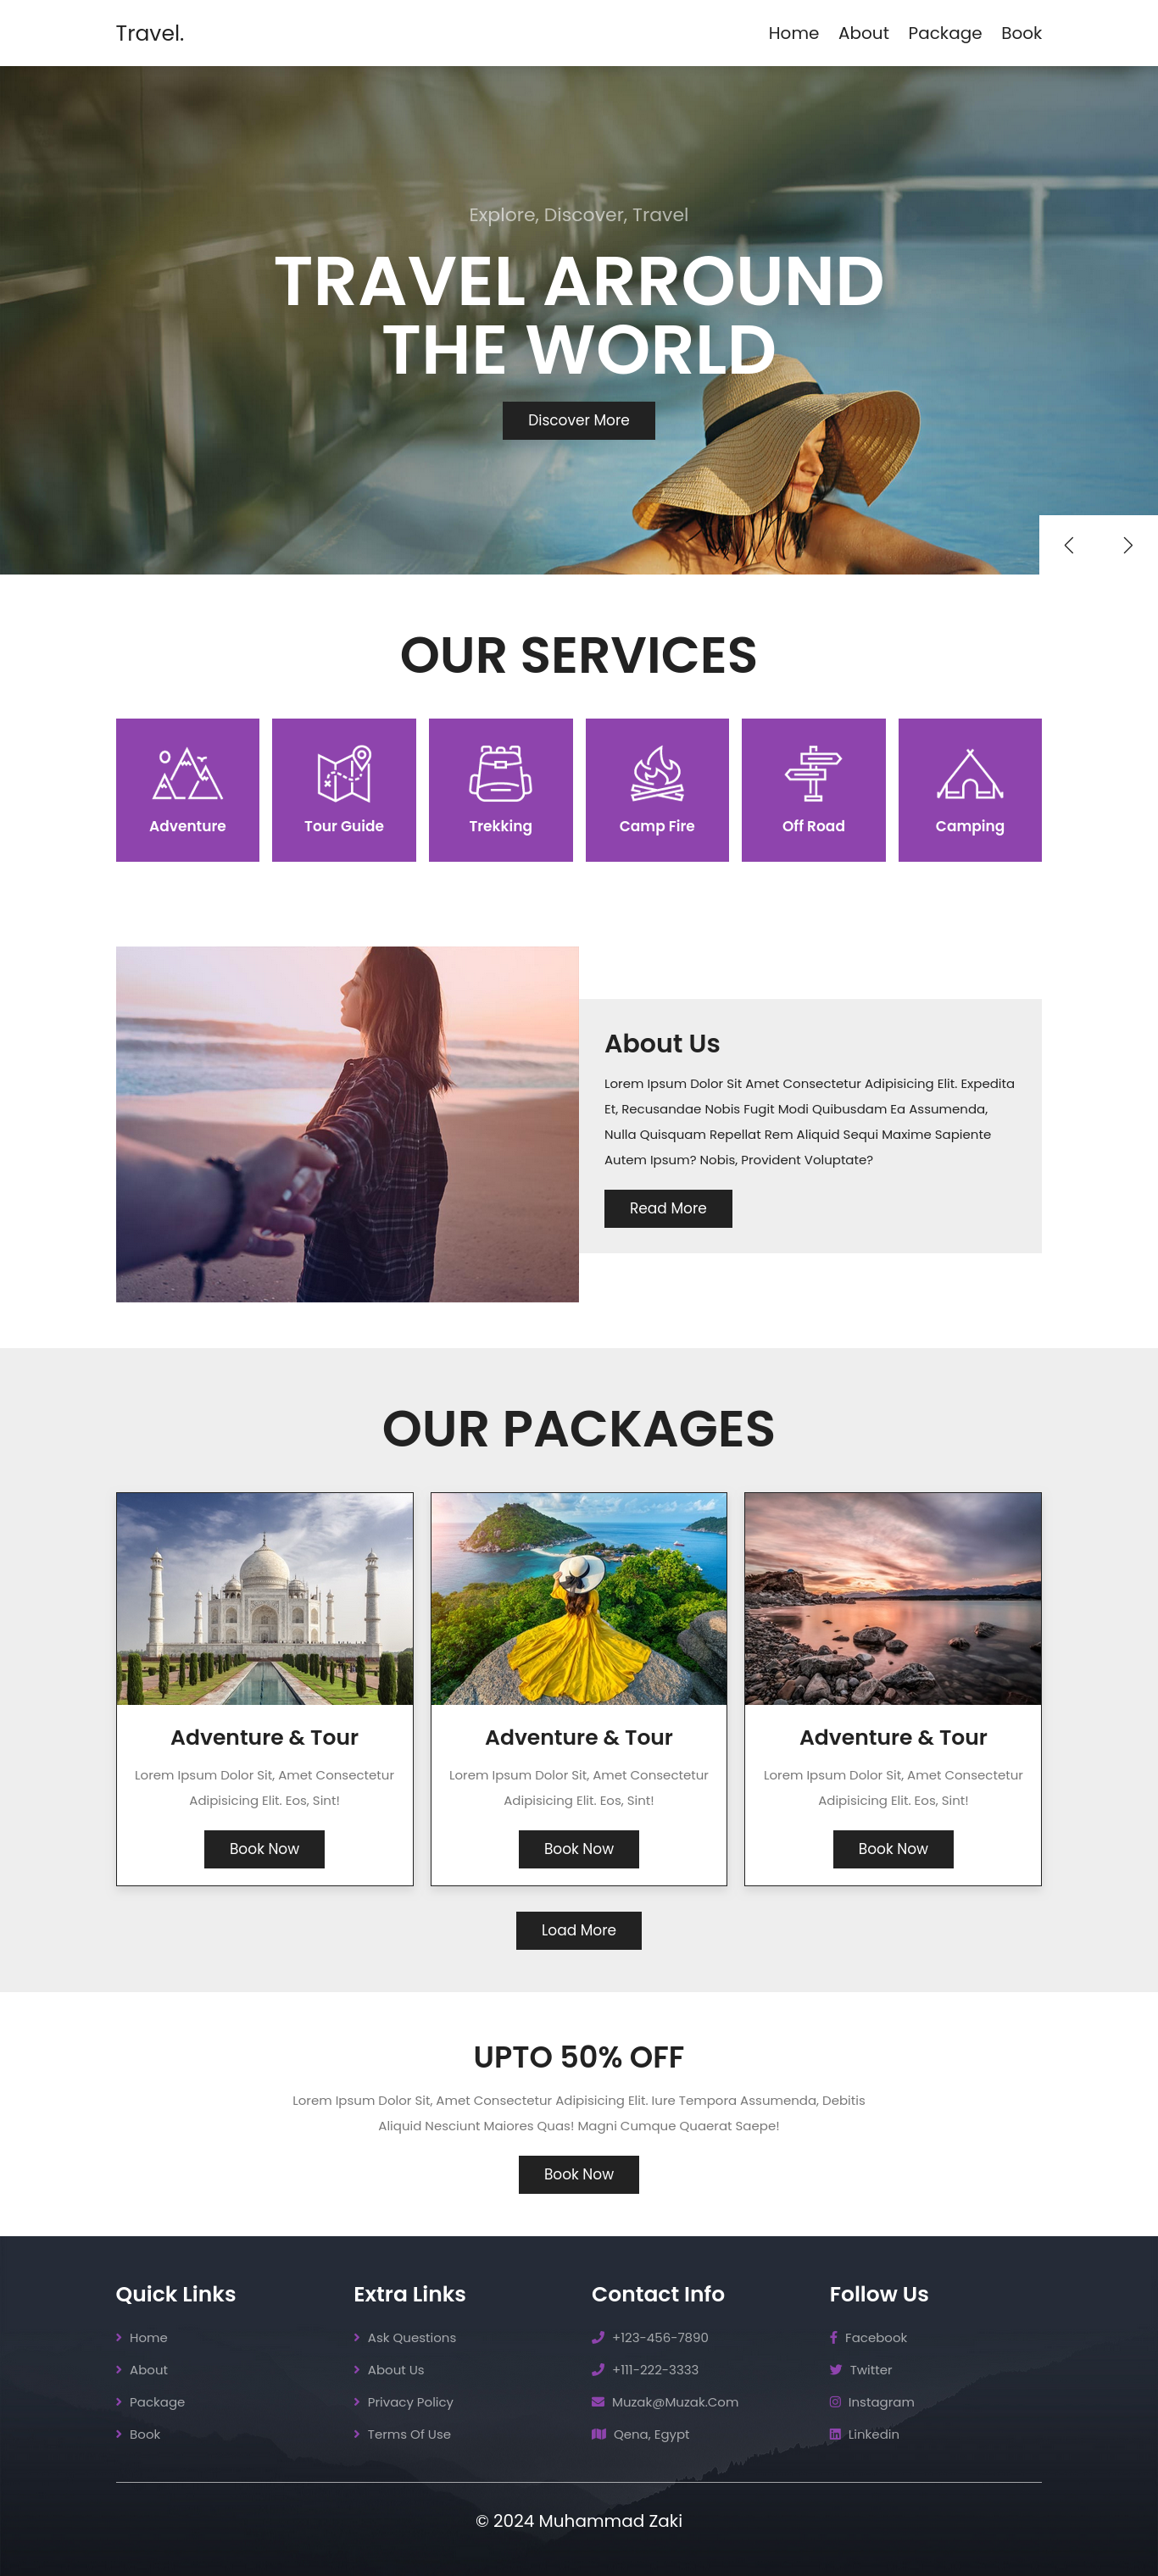 Travel.
Home About Package Book
Explore, Discover, Travel
TRAVEL ARROUND
THE WORLD
Discover More
OUR SERVICES
Adventure
Tour Guide
Trekking
Camp Fire
Off Road
Camping
About Us
Lorem Ipsum Dolor Sit Amet Consectetur Adipisicing Elit. Expedita
Et, Recusandae Nobis Fugit Modi Quibusdam Ea Assumenda,
Nulla Quisquam Repellat Rem Aliquid Sequi Maxime Sapiente
Autem Ipsum? Nobis, Provident Voluptate?
Read More
OUR PACKAGES
Adventure & Tour
Lorem Ipsum Dolor Sit, Amet Consectetur
Adipisicing Elit. Eos, Sint!
Book Now
Adventure & Tour
Lorem Ipsum Dolor Sit, Amet Consectetur
Adipisicing Elit. Eos, Sint!
Book Now
Adventure & Tour
Lorem Ipsum Dolor Sit, Amet Consectetur
Adipisicing Elit. Eos, Sint!
Book Now
Load More
UPTO 50% OFF
Lorem Ipsum Dolor Sit, Amet Consectetur Adipisicing Elit. Iure Tempora Assumenda, Debitis
Aliquid Nesciunt Maiores Quas! Magni Cumque Quaerat Saepe!
Book Now
Quick Links
Home
About
Package
Book
Extra Links
Ask Questions
About Us
Privacy Policy
Terms Of Use
Contact Info
+123-456-7890
+111-222-3333
Muzak@Muzak.Com
Qena, Egypt
Follow Us
Facebook
Twitter
Instagram
Linkedin
© 2024 Muhammad Zaki